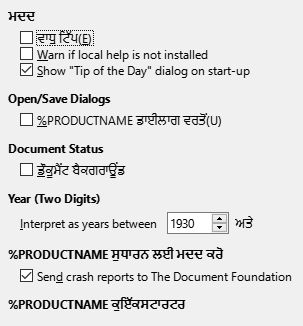 ਮਦਦ
ਵਾਧੂ ਟਿੱਪ(E)
Warn if local help is not installed
Show "Tip of the Day" dialog on start-up
Open/Save Dialogs
%PRODUCTNAME ਡਾਈਲਾਗ ਵਰਤੋਂ(U)
Document Status
ਡੌਕੂਮੈਂਟ ਬੈਕਗਰਾਊਂਡ
Year (Two Digits)
Interpret as years between 1930 ਅਤੇ
%PRODUCTNAME ਸੁਧਾਰਨ ਲਈ ਮਦਦ ਕਰੋ
Send crash reports to The Document Foundation
%PRODUCTNAME ਕੁਇੱਕਸਟਾਰਟਰ